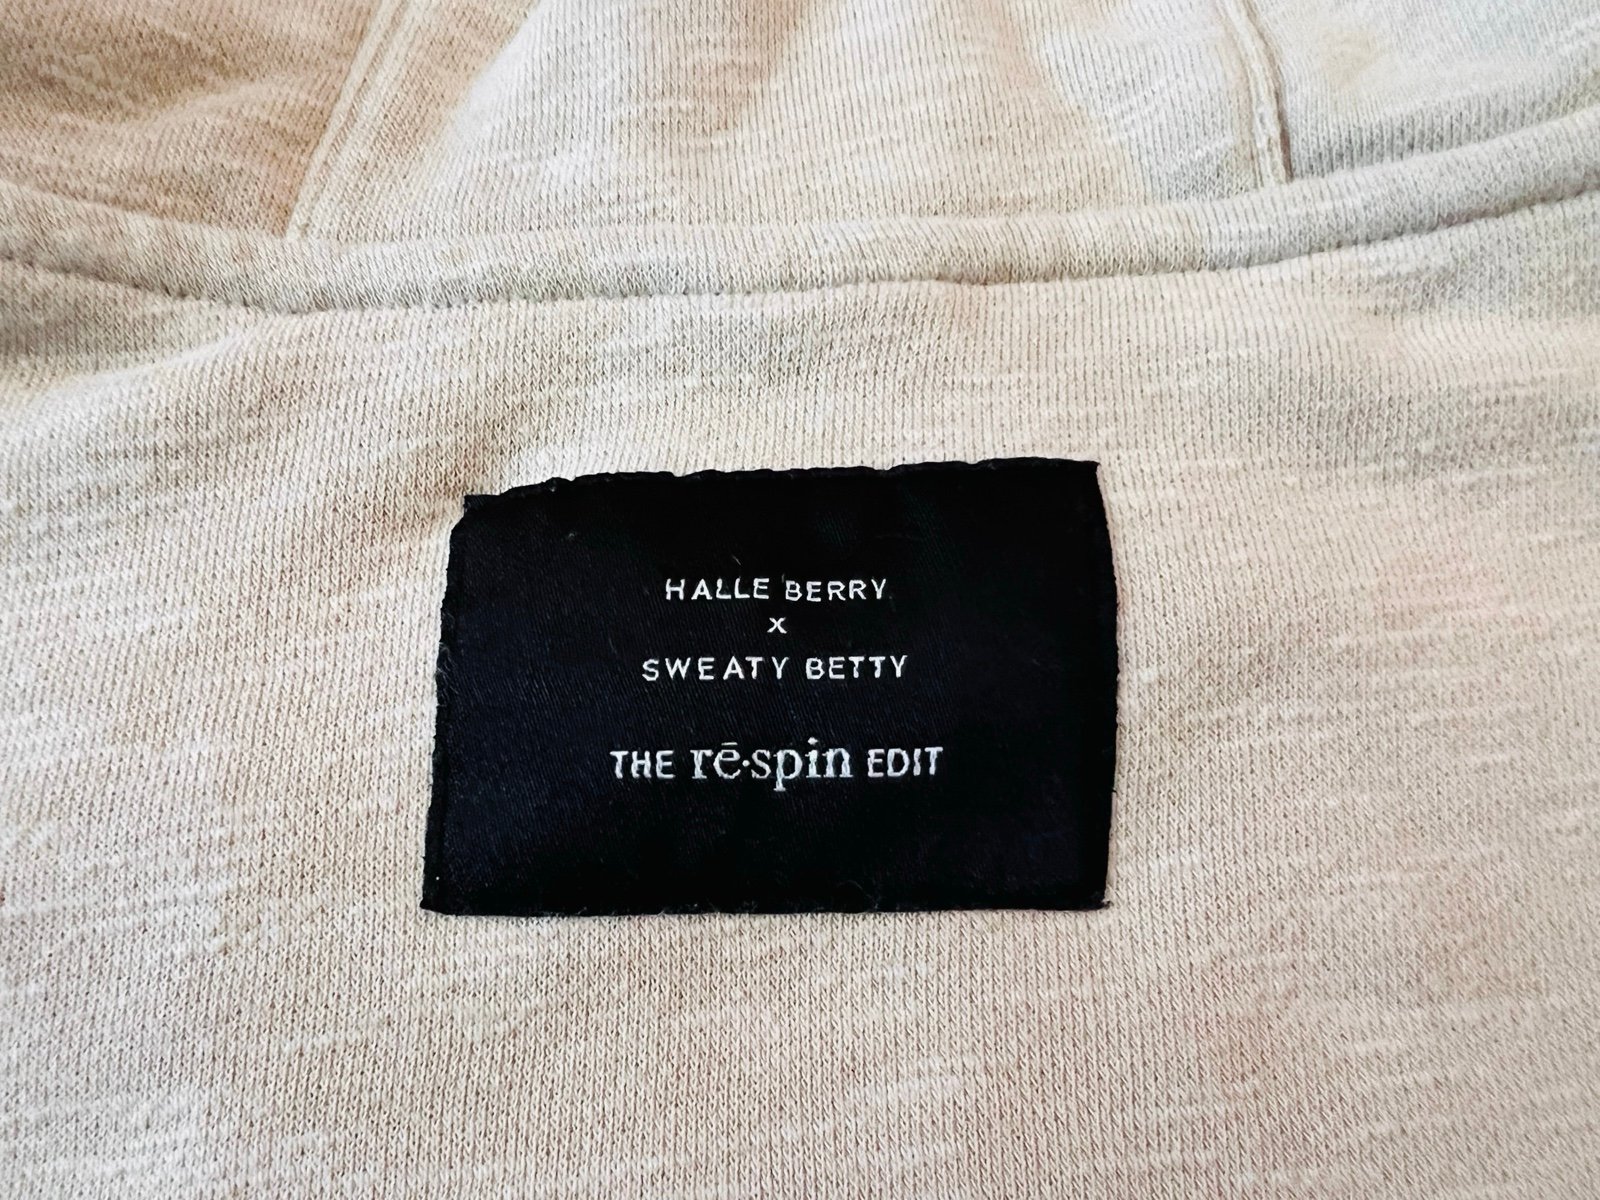 HALLE BERRY
x
SWEATY BETTY
THE rē·spin EDIT